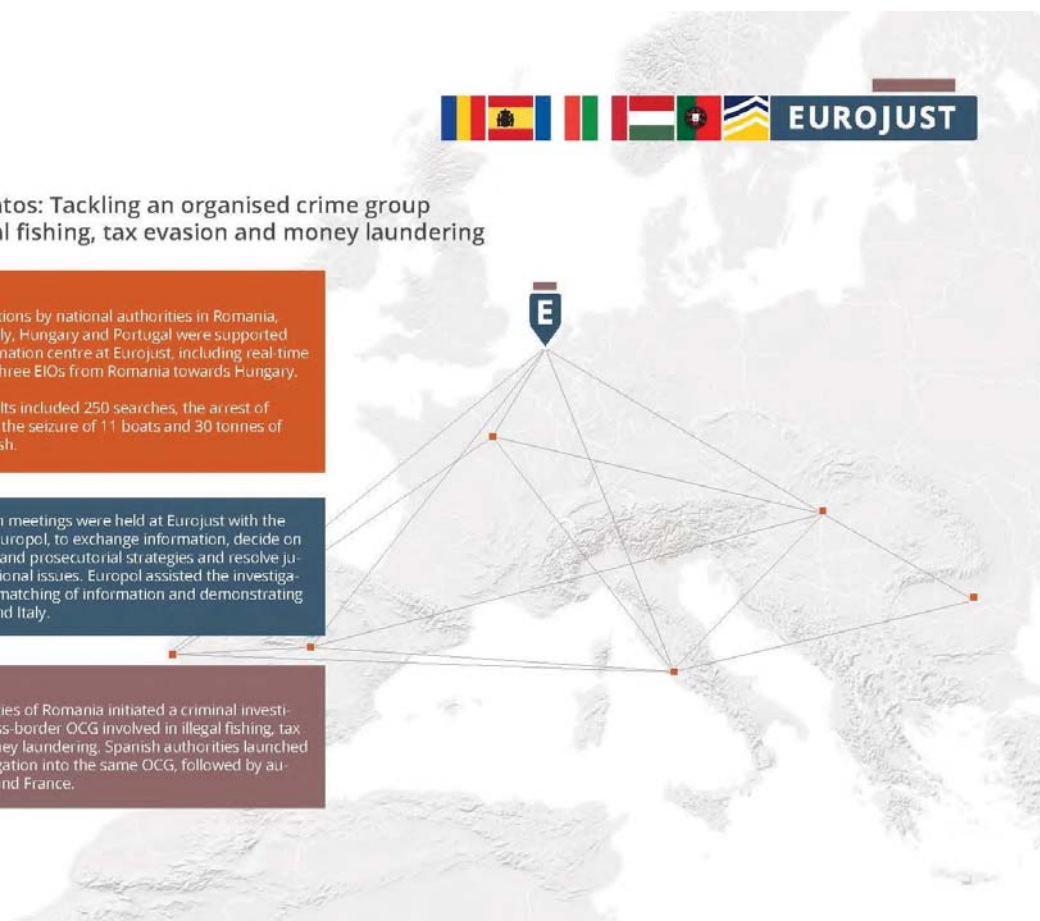 EUROJUST
tos: Tackling an organised crime group
al fishing, tax evasion and money laundering
E
tions by national authorities in Romania,
ly, Hungary and Portugal were supported
mation centre at Eurojust, including real-time
hree EIOs from Romania towards Hungary.
lts included 250 searches, the arrest of
the seizure of 11 boats and 30 tonnes of
sh.
n meetings were held at Eurojust with the
uropol, to exchange information, decide on
and prosecutorial strategies and resolve ju-
ional issues. Europol assisted the investiga-
matching of information and demonstrating
nd Italy.
ies of Romania initiated a criminal investi-
ss-border OCG involved in illegal fishing, tax
ney laundering. Spanish authorities launched
gation into the same OCG, followed by au-
nd France.